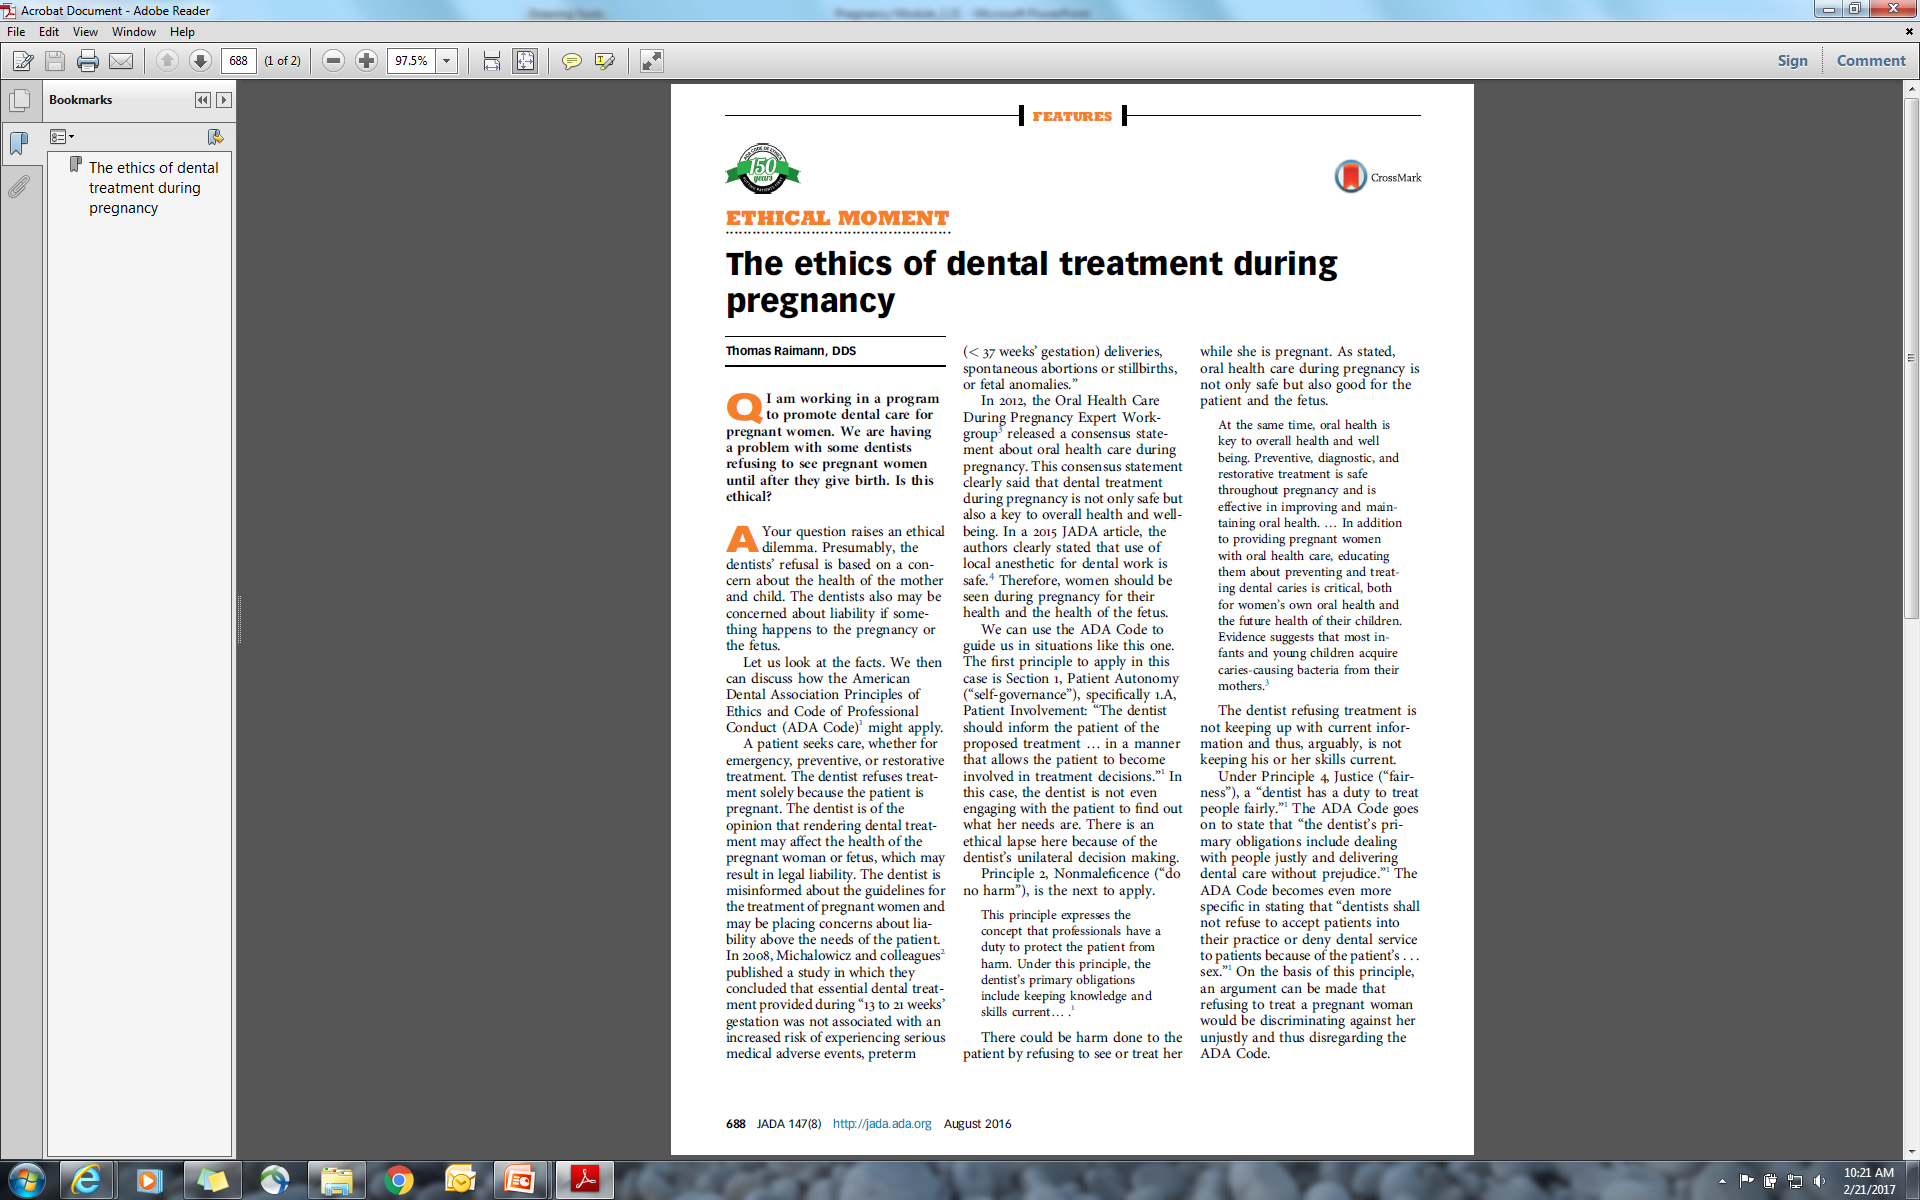 Acrobat Document - Adobe Reader
File Edit View Window Help
688 (1 of 2) 97.5% Sign Comment
Bookmarks
The ethics of dental
treatment during
pregnancy
FEATURES
150
years
CrossMark
ETHICAL MOMENT
The ethics of dental treatment during
pregnancy
Thomas Raimann, DDS
Q I am working in a program
to promote dental care for
pregnant women. We are having
a problem with some dentists
refusing to see pregnant women
until after they give birth. Is this
ethical?
A Your question raises an ethical
dilemma. Presumably, the
dentists' refusal is based on a con-
cern about the health of the mother
and child. The dentists also may be
concerned about liability if some-
thing happens to the pregnancy or
the fetus.
Let us look at the facts. We then
can discuss how the American
Dental Association Principles of
Ethics and Code of Professional
Conduct (ADA Code)1 might apply.
A patient seeks care, whether for
emergency, preventive, or restorative
treatment. The dentist refuses treat-
ment solely because the patient is
pregnant. The dentist is of the
opinion that rendering dental treat-
ment may affect the health of the
pregnant woman or fetus, which may
result in legal liability. The dentist is
misinformed about the guidelines for
the treatment of pregnant women and
may be placing concerns about lia-
bility above the needs of the patient.
In 2008, Michalowicz and colleagues2
published a study in which they
concluded that essential dental treat-
ment provided during “13 to 21 weeks'
gestation was not associated with an
increased risk of experiencing serious
medical adverse events, preterm
(< 37 weeks' gestation) deliveries,
spontaneous abortions or stillbirths,
or fetal anomalies.”
In 2012, the Oral Health Care
During Pregnancy Expert Work-
group3 released a consensus state-
ment about oral health care during
pregnancy. This consensus statement
clearly said that dental treatment
during pregnancy is not only safe but
also a key to overall health and well-
being. In a 2015 JADA article, the
authors clearly stated that use of
local anesthetic for dental work is
safe.4 Therefore, women should be
seen during pregnancy for their
health and the health of the fetus.
We can use the ADA Code to
guide us in situations like this one.
The first principle to apply in this
case is Section 1, Patient Autonomy
(“self-governance”), specifically 1.A,
Patient Involvement: “The dentist
should inform the patient of the
proposed treatment ... in a manner
that allows the patient to become
involved in treatment decisions.”1 In
this case, the dentist is not even
engaging with the patient to find out
what her needs are. There is an
ethical lapse here because of the
dentist's unilateral decision making.
Principle 2, Nonmaleficence (“do
no harm”), is the next to apply.
This principle expresses the
concept that professionals have a
duty to protect the patient from
harm. Under this principle, the
dentist's primary obligations
include keeping knowledge and
skills current... .1
There could be harm done to the
patient by refusing to see or treat her
while she is pregnant. As stated,
oral health care during pregnancy is
not only safe but also good for the
patient and the fetus.
At the same time, oral health is
key to overall health and well
being. Preventive, diagnostic, and
restorative treatment is safe
throughout pregnancy and is
effective in improving and main-
taining oral health. ... In addition
to providing pregnant women
with oral health care, educating
them about preventing and treat-
ing dental caries is critical, both
for women's own oral health and
the future health of their children.
Evidence suggests that most in-
fants and young children acquire
caries-causing bacteria from their
mothers.3
The dentist refusing treatment is
not keeping up with current infor-
mation and thus, arguably, is not
keeping his or her skills current.
Under Principle 4, Justice (“fair-
ness”), a “dentist has a duty to treat
people fairly.”1 The ADA Code goes
on to state that “the dentist's pri-
mary obligations include dealing
with people justly and delivering
dental care without prejudice.”1 The
ADA Code becomes even more
specific in stating that “dentists shall
not refuse to accept patients into
their practice or deny dental service
to patients because of the patient's . . .
sex.”1 On the basis of this principle,
an argument can be made that
refusing to treat a pregnant woman
would be discriminating against her
unjustly and thus disregarding the
ADA Code.
688 JADA 147(8) http://jada.ada.org August 2016
10:21 AM
2/21/2017